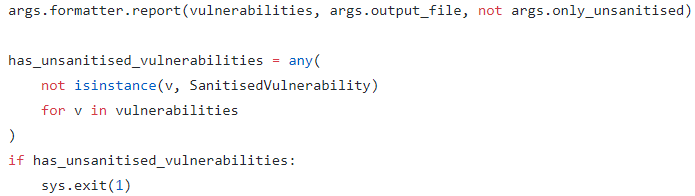 args.formatter.report(vulnerabilities, args.output_file, not args.only_unsanitised)
has_unsanitised_vulnerabilities = any(
    not isinstance(v, SanitisedVulnerability)
    for v in vulnerabilities
)
if has_unsanitised_vulnerabilities:
    sys.exit(1)